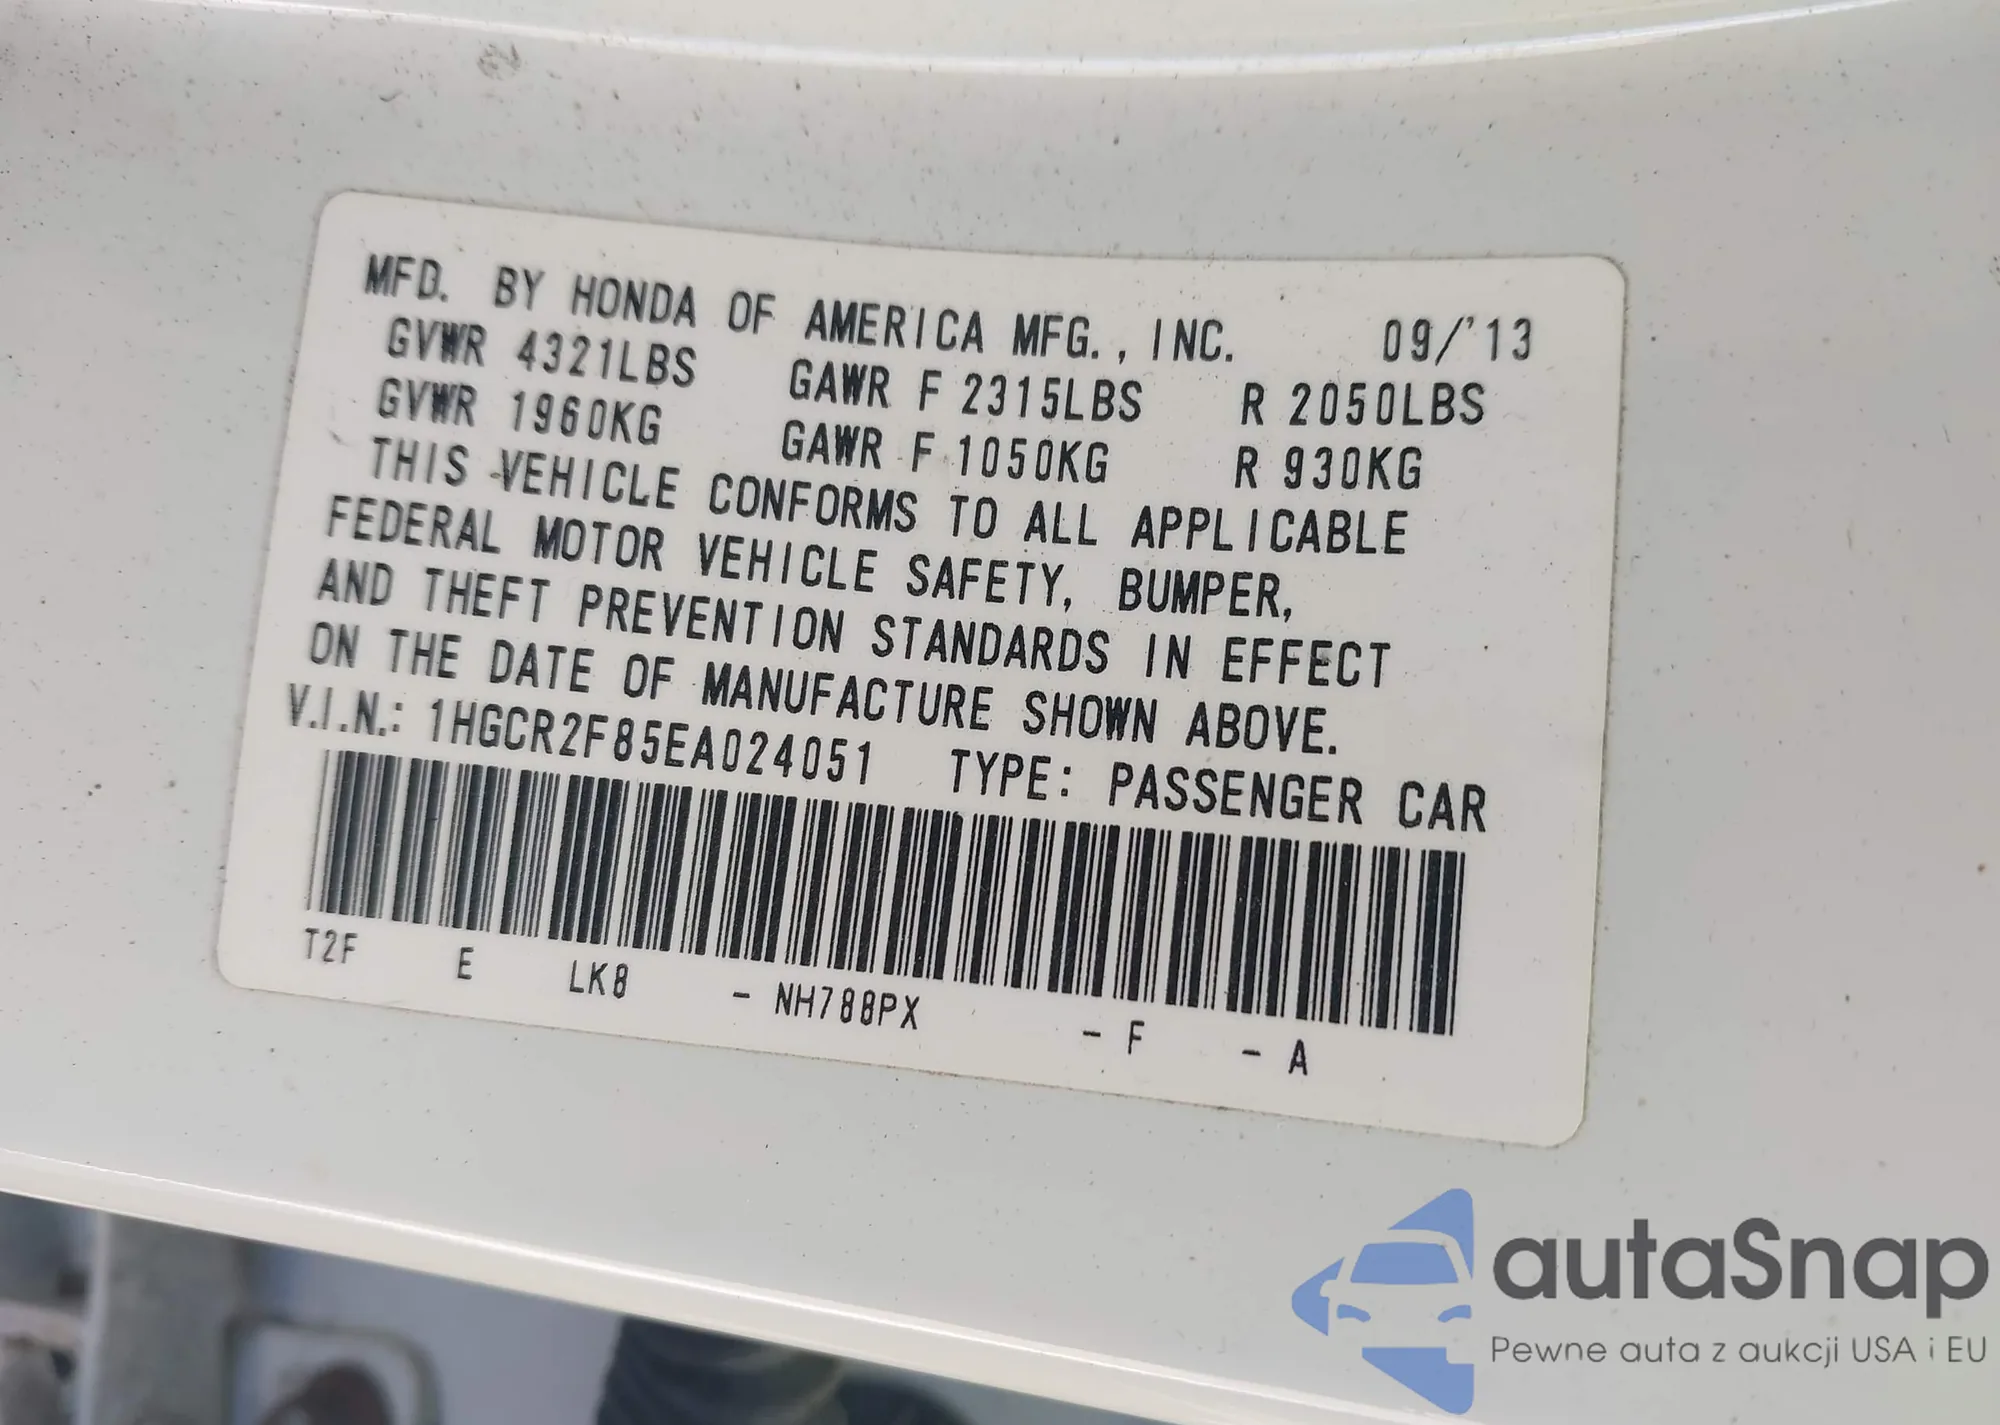 MFD. BY HONDA OF AMERICA MFG., INC. 09/'13
GVWR 4321LBS GAWR F 2315LBS R 2050LBS
GVWR 1960KG GAWR F 1050KG R 930KG
THIS VEHICLE CONFORMS TO ALL APPLICABLE
FEDERAL MOTOR VEHICLE SAFETY, BUMPER,
AND THEFT PREVENTION STANDARDS IN EFFECT
ON THE DATE OF MANUFACTURE SHOWN ABOVE.
V.I.N.: 1HGCR2F85EA024051 TYPE: PASSENGER CAR
T2F E LK8 - NH788PX - F - A
autaSnap
Pewne auta z aukcji USA i EU